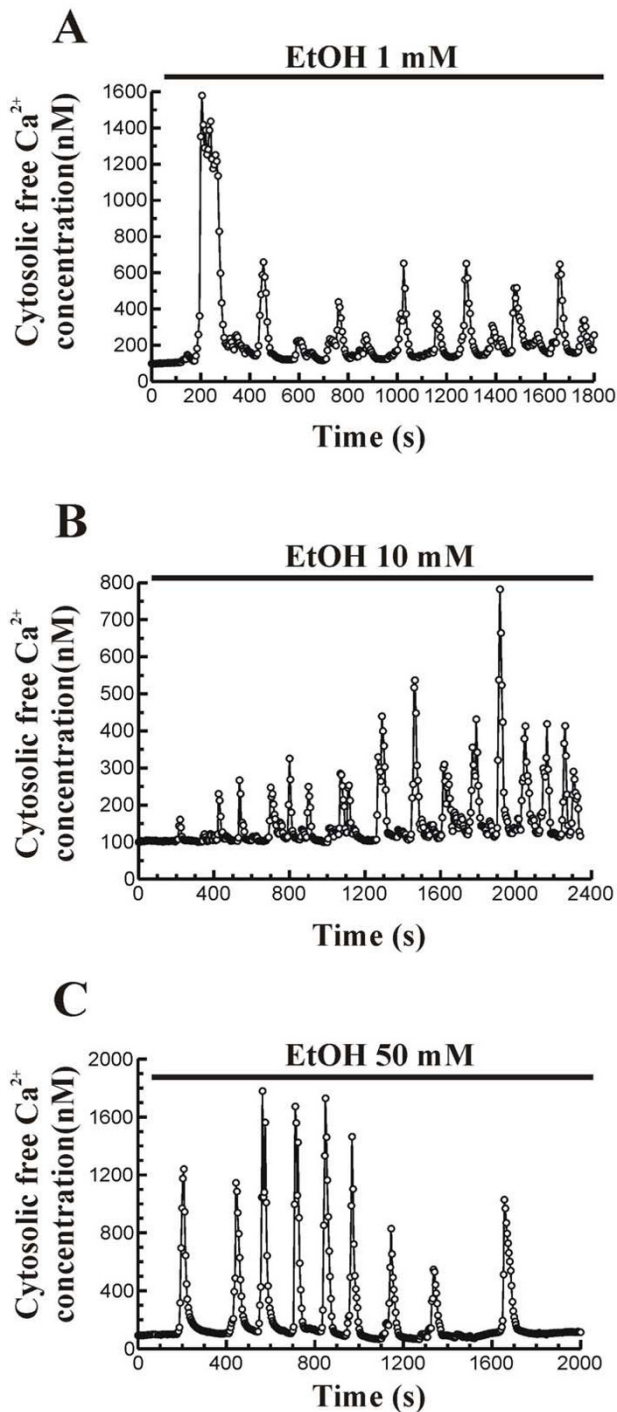 A
EtOH 1 mM
Cytosolic free Ca²⁺
concentration(nM)
1600
1400
1200
1000
800
600
400
200
0
0 200 400 600 800 1000 1200 1400 1600 1800
Time (s)
B
EtOH 10 mM
Cytosolic free Ca²⁺
concentration(nM)
800
700
600
500
400
300
200
100
0
0 400 800 1200 1600 2000 2400
Time (s)
C
EtOH 50 mM
Cytosolic free Ca²⁺
concentration(nM)
2000
1600
1200
800
400
0
0 400 800 1200 1600 2000
Time (s)